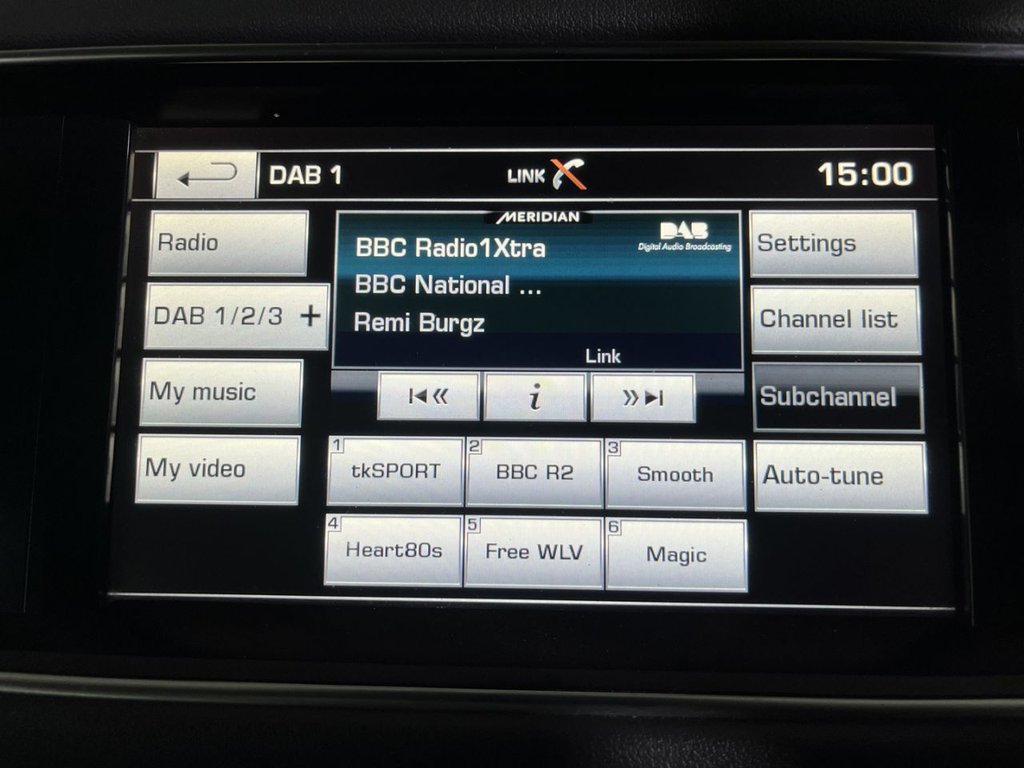 DAB 1
LINK
15:00
Radio
DAB 1/2/3 +
My music
My video
MERIDIAN
BBC Radio1Xtra
DAB
Digital Audio Broadcasting
BBC National ...
Remi Burgz
Link
i
Settings
Channel list
Subchannel
Auto-tune
1 tkSPORT
2 BBC R2
3 Smooth
4 Heart80s
5 Free WLV
6 Magic